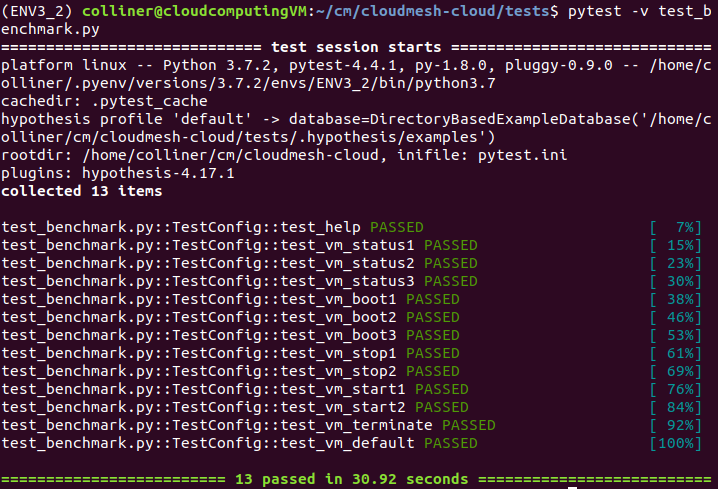 (ENV3_2) colliner@cloudcomputingVM:~/cm/cloudmesh-cloud/tests$ pytest -v test_b
enchmark.py
============================= test session starts =============================
platform linux -- Python 3.7.2, pytest-4.4.1, py-1.8.0, pluggy-0.9.0 -- /home/c
olliner/.pyenv/versions/3.7.2/envs/ENV3_2/bin/python3.7
cachedir: .pytest_cache
hypothesis profile 'default' -> database=DirectoryBasedExampleDatabase('/home/c
olliner/cm/cloudmesh-cloud/tests/.hypothesis/examples')
rootdir: /home/colliner/cm/cloudmesh-cloud, inifile: pytest.ini
plugins: hypothesis-4.17.1
collected 13 items
test_benchmark.py::TestConfig::test_help PASSED                         [  7%]
test_benchmark.py::TestConfig::test_vm_status1 PASSED                   [ 15%]
test_benchmark.py::TestConfig::test_vm_status2 PASSED                   [ 23%]
test_benchmark.py::TestConfig::test_vm_status3 PASSED                   [ 30%]
test_benchmark.py::TestConfig::test_vm_boot1 PASSED                     [ 38%]
test_benchmark.py::TestConfig::test_vm_boot2 PASSED                     [ 46%]
test_benchmark.py::TestConfig::test_vm_boot3 PASSED                     [ 53%]
test_benchmark.py::TestConfig::test_vm_stop1 PASSED                     [ 61%]
test_benchmark.py::TestConfig::test_vm_stop2 PASSED                     [ 69%]
test_benchmark.py::TestConfig::test_vm_start1 PASSED                    [ 76%]
test_benchmark.py::TestConfig::test_vm_start2 PASSED                    [ 84%]
test_benchmark.py::TestConfig::test_vm_terminate PASSED                 [ 92%]
test_benchmark.py::TestConfig::test_vm_default PASSED                   [100%]
========================= 13 passed in 30.92 seconds ==========================